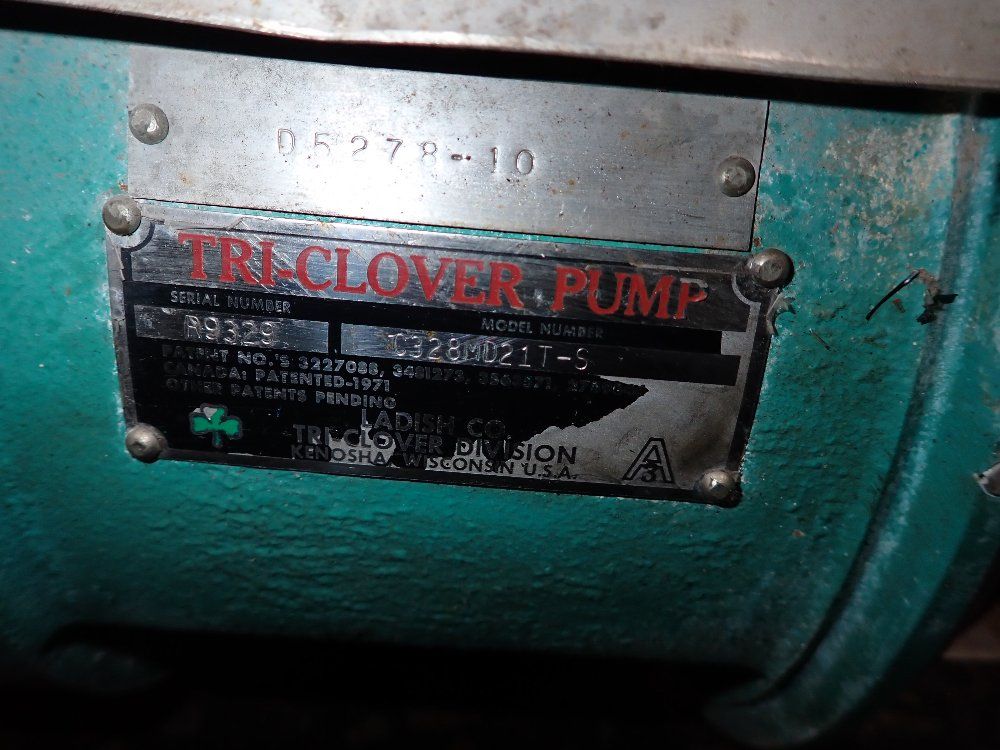 D5278-10
TRI-CLOVER PUMP
SERIAL NUMBER
MODEL NUMBER
R9329
C328MD21T-S
PATENT NO.'S 3227088,
CANADA: PATENTED-1971
OTHER PATENTS PENDING
LADISH CO.
TRI-CLOVER DIVISION
KENOSHA, WISCONSIN U.S.A.
3A